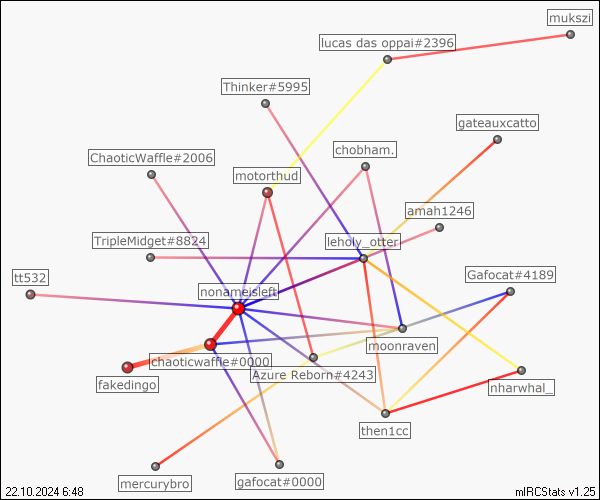 mukszi
lucas das oppai#2396
Thinker#5995
gateauxcatto
chobham.
ChaoticWaffle#2006
motorthud
amah1246
TripleMidget#8824
leholy_otter
tt532
Gafocat#4189
nonameisleft
moonraven
chaoticwaffle#0000
Azure Reborn#4243
fakedingo
nharwhal_
then1cc
mercurybro
gafocat#0000
22.10.2024 6:48
mIRCStats v1.25